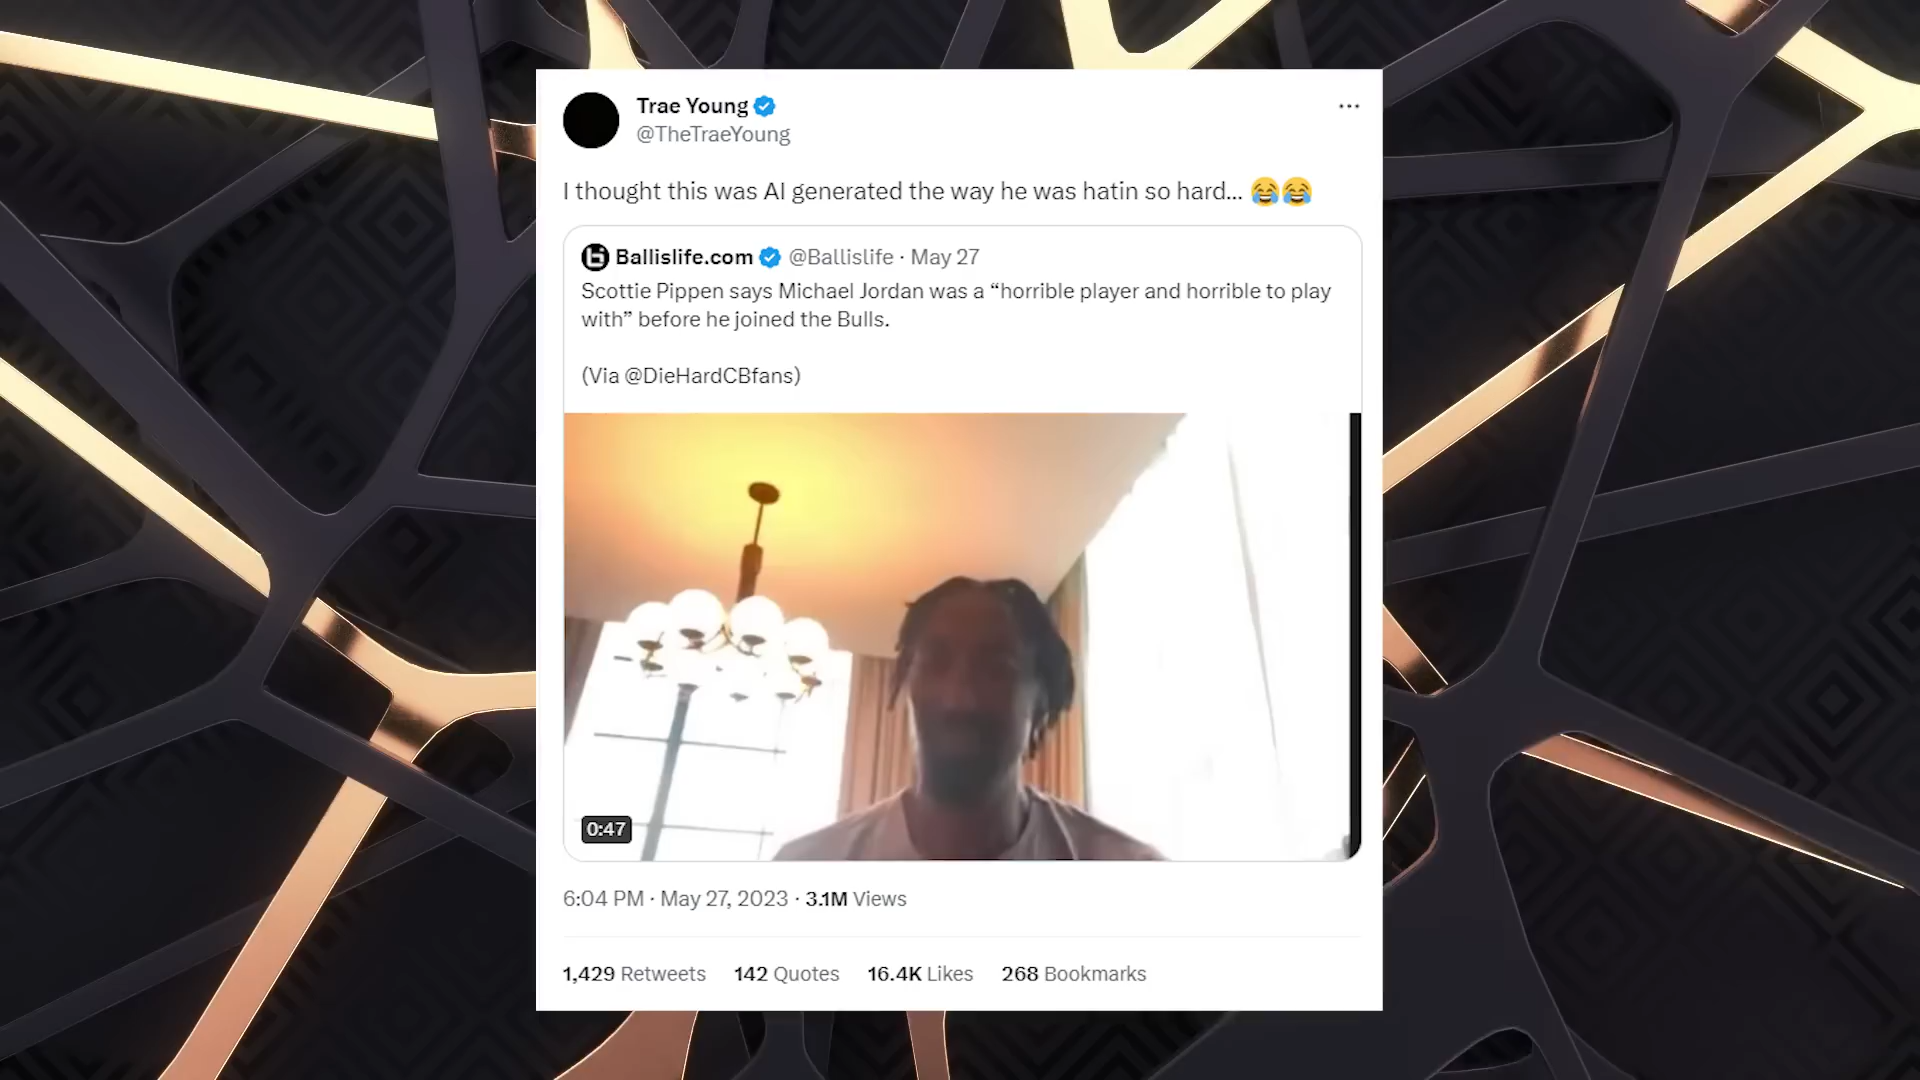 Trae Young
@TheTraeYoung
I thought this was AI generated the way he was hatin so hard... 😂😂
Ballislife.com @Ballislife · May 27
Scottie Pippen says Michael Jordan was a “horrible player and horrible to play
with” before he joined the Bulls.
(Via @DieHardCBfans)
0:47
6:04 PM · May 27, 2023 · 3.1M Views
1,429 Retweets 142 Quotes 16.4K Likes 268 Bookmarks